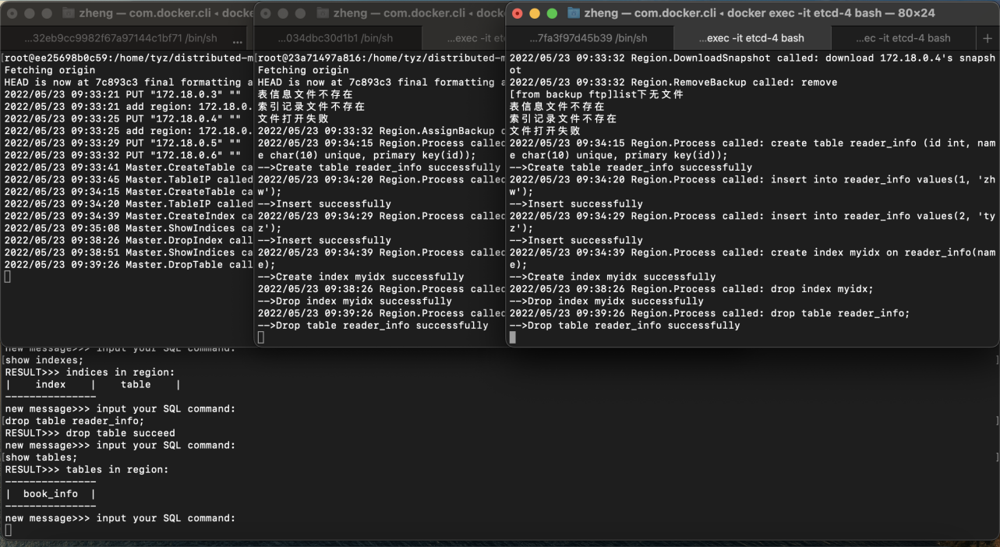 zheng — com.docker.cli ◂ docke
...32eb9cc9982f67a97144c1bf71 /bin/sh
...
[root@ee25698b0c59:/home/tyz/distributed-m
Fetching origin
HEAD is now at 7c893c3 final formatting a
2022/05/23 09:33:21 PUT "172.18.0.3" ""
2022/05/23 09:33:21 add region: 172.18.0.
2022/05/23 09:33:25 PUT "172.18.0.4" ""
2022/05/23 09:33:25 add region: 172.18.0.
2022/05/23 09:33:29 PUT "172.18.0.5" ""
2022/05/23 09:33:32 PUT "172.18.0.6" ""
2022/05/23 09:33:41 Master.CreateTable ca
2022/05/23 09:33:45 Master.TableIP called
2022/05/23 09:34:15 Master.CreateTable ca
2022/05/23 09:34:20 Master.TableIP called
2022/05/23 09:34:39 Master.CreateIndex ca
2022/05/23 09:35:08 Master.ShowIndices ca
2022/05/23 09:38:26 Master.DropIndex call
2022/05/23 09:38:51 Master.ShowIndices ca
2022/05/23 09:39:26 Master.DropTable call
zheng — com.docker.cli ◂ dock
...034dbc30d1b1 /bin/sh
...exec -it et
[root@23a71497a816:/home/tyz/distributed-m
Fetching origin
HEAD is now at 7c893c3 final formatting a
表信息文件不存在
索引记录文件不存在
文件打开失败
2022/05/23 09:33:32 Region.AssignBackup c
2022/05/23 09:34:15 Region.Process called
-->Create table reader_info successfully
2022/05/23 09:34:20 Region.Process called
w');
-->Insert successfully
2022/05/23 09:34:29 Region.Process called
z');
-->Insert successfully
2022/05/23 09:34:39 Region.Process called
e);
-->Create index myidx successfully
2022/05/23 09:38:26 Region.Process called
-->Drop index myidx successfully
2022/05/23 09:39:26 Region.Process called
-->Drop table reader_info successfully
zheng — com.docker.cli ◂ docker exec -it etcd-4 bash — 80×24
...7fa3f97d45b39 /bin/sh
...exec -it etcd-4 bash
...ec -it etcd-4 bash
+
2022/05/23 09:33:32 Region.DownloadSnapshot called: download 172.18.0.4's snapsh
ot
2022/05/23 09:33:32 Region.RemoveBackup called: remove
[from backup ftp]list下无文件
表信息文件不存在
索引记录文件不存在
文件打开失败
2022/05/23 09:34:15 Region.Process called: create table reader_info (id int, nam
e char(10) unique, primary key(id));
-->Create table reader_info successfully
2022/05/23 09:34:20 Region.Process called: insert into reader_info values(1, 'zh
w');
-->Insert successfully
2022/05/23 09:34:29 Region.Process called: insert into reader_info values(2, 'ty
z');
-->Insert successfully
2022/05/23 09:34:39 Region.Process called: create index myidx on reader_info(nam
e);
-->Create index myidx successfully
2022/05/23 09:38:26 Region.Process called: drop index myidx;
-->Drop index myidx successfully
2022/05/23 09:39:26 Region.Process called: drop table reader_info;
-->Drop table reader_info successfully
new message>>> input your SQL command:
[show indexes; ]
RESULT>>> indices in region:
| index | table |
---------------
new message>>> input your SQL command:
[drop table reader_info; ]
RESULT>>> drop table succeed
new message>>> input your SQL command:
[show tables; ]
RESULT>>> tables in region:
---------------
| book_info |
---------------
new message>>> input your SQL command: